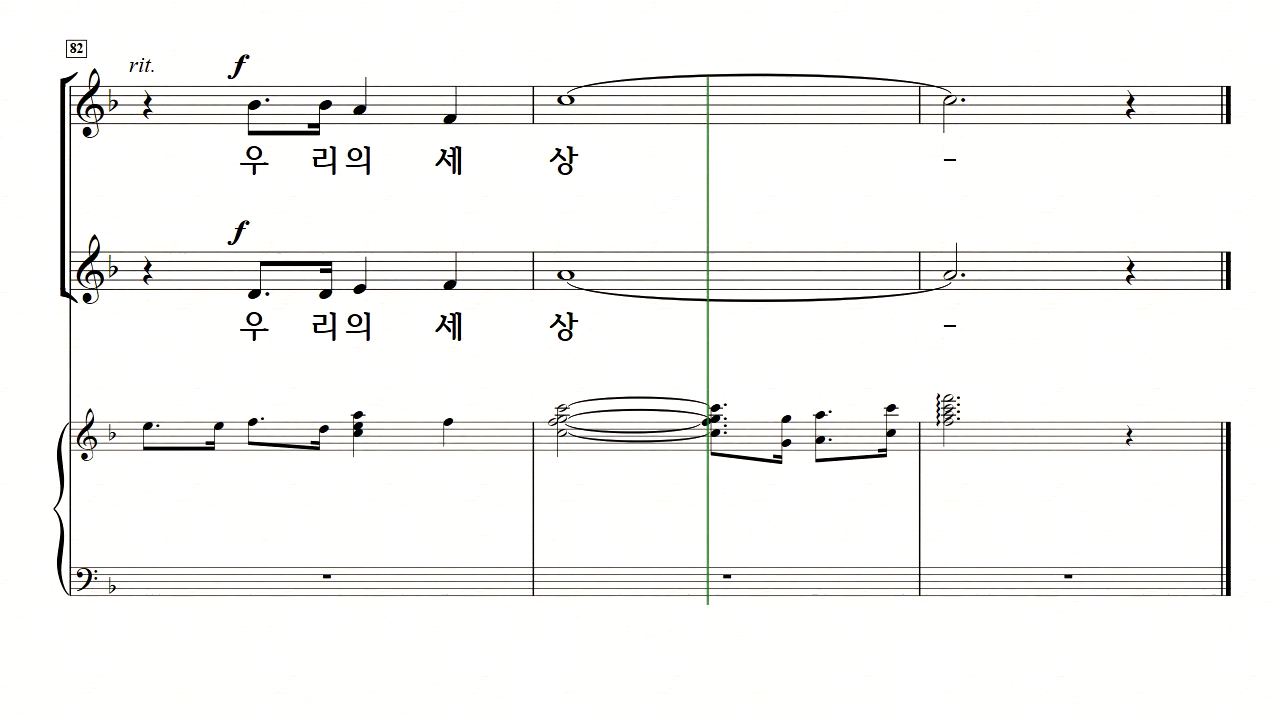 82
rit.
f
우 리의 세 상 -
f
우 리의 세 상 -